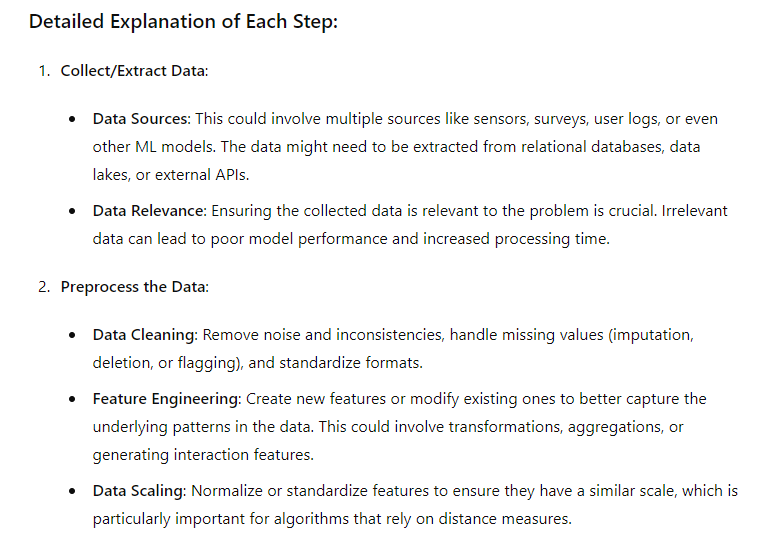 Detailed Explanation of Each Step:
1. Collect/Extract Data:
• Data Sources: This could involve multiple sources like sensors, surveys, user logs, or even
other ML models. The data might need to be extracted from relational databases, data
lakes, or external APIs.
• Data Relevance: Ensuring the collected data is relevant to the problem is crucial. Irrelevant
data can lead to poor model performance and increased processing time.
2. Preprocess the Data:
• Data Cleaning: Remove noise and inconsistencies, handle missing values (imputation,
deletion, or flagging), and standardize formats.
• Feature Engineering: Create new features or modify existing ones to better capture the
underlying patterns in the data. This could involve transformations, aggregations, or
generating interaction features.
• Data Scaling: Normalize or standardize features to ensure they have a similar scale, which is
particularly important for algorithms that rely on distance measures.